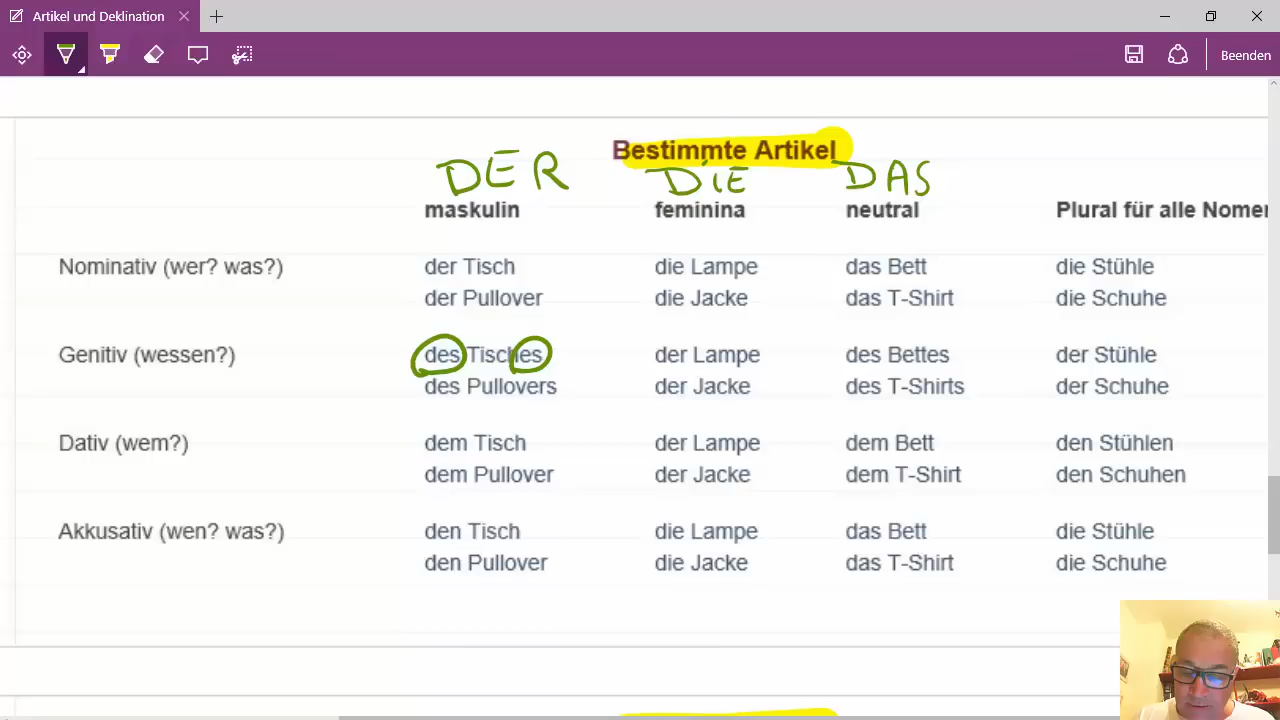 Artikel und Deklination
Beenden
Bestimmte Artikel
DER DIE DAS
maskulin feminina neutral Plural für alle Nomen
Nominativ (wer? was?) der Tisch die Lampe das Bett die Stühle
der Pullover die Jacke das T-Shirt die Schuhe
Genitiv (wessen?) des Tisches der Lampe des Bettes der Stühle
des Pullovers der Jacke des T-Shirts der Schuhe
Dativ (wem?) dem Tisch der Lampe dem Bett den Stühlen
dem Pullover der Jacke dem T-Shirt den Schuhen
Akkusativ (wen? was?) den Tisch die Lampe das Bett die Stühle
den Pullover die Jacke das T-Shirt die Schuhe